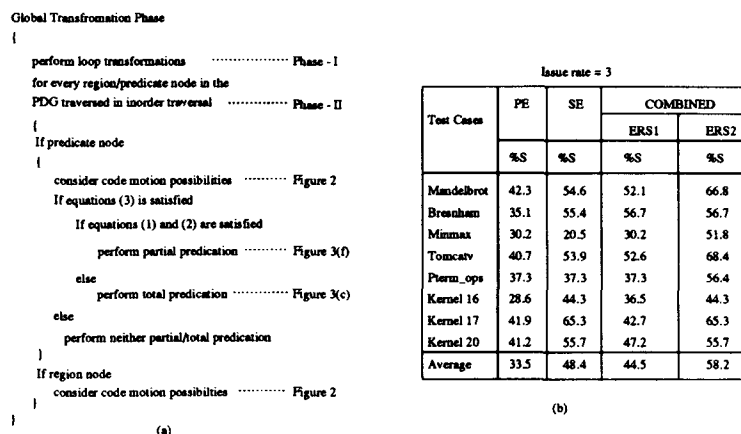 Global Transfromation Phase
{
perform loop transformations ·············· Phase - I
for every region/predicate node in the
PDG traversed in inorder traversal ············· Phase - II
{
If predicate node
{
consider code motion possibilities ·········· Figure 2
If equations (3) is satisfied
If equations (1) and (2) are satisfied
perform partial predication ·········· Figure 3(f)
else
perform total predication ············ Figure 3(c)
else
perform neither partial/total predication
}
If region node
consider code motion possibilties ·········· Figure 2
}
}
(a)
Issue rate = 3
Test Cases PE SE COMBINED
ERS1 ERS2
%S %S %S %S
Mandelbrot 42.3 54.6 52.1 66.8
Bresnham 35.1 55.4 56.7 56.7
Minmax 30.2 20.5 30.2 51.8
Tomcatv 40.7 53.9 52.6 68.4
Pterm_ops 37.3 37.3 37.3 56.4
Kernel 16 28.6 44.3 36.5 44.3
Kernel 17 41.9 65.3 42.7 65.3
Kernel 20 41.2 55.7 47.2 55.7
Average 33.5 48.4 44.5 58.2
(b)